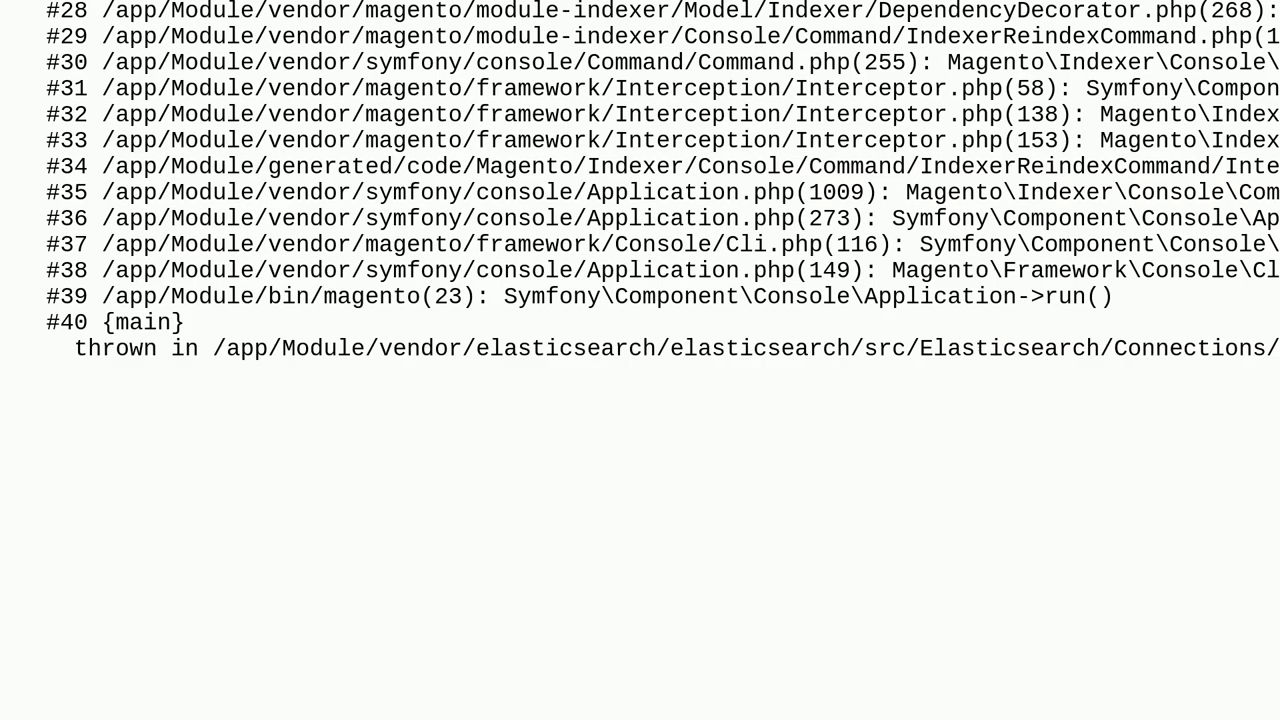 #28 /app/Module/vendor/magento/module-indexer/Model/Indexer/DependencyDecorator.php(268):
#29 /app/Module/vendor/magento/module-indexer/Console/Command/IndexerReindexCommand.php(1
#30 /app/Module/vendor/symfony/console/Command/Command.php(255): Magento\Indexer\Console\
#31 /app/Module/vendor/magento/framework/Interception/Interceptor.php(58): Symfony\Compon
#32 /app/Module/vendor/magento/framework/Interception/Interceptor.php(138): Magento\Index
#33 /app/Module/vendor/magento/framework/Interception/Interceptor.php(153): Magento\Index
#34 /app/Module/generated/code/Magento/Indexer/Console/Command/IndexerReindexCommand/Inte
#35 /app/Module/vendor/symfony/console/Application.php(1009): Magento\Indexer\Console\Com
#36 /app/Module/vendor/symfony/console/Application.php(273): Symfony\Component\Console\Ap
#37 /app/Module/vendor/magento/framework/Console/Cli.php(116): Symfony\Component\Console\
#38 /app/Module/vendor/symfony/console/Application.php(149): Magento\Framework\Console\Cl
#39 /app/Module/bin/magento(23): Symfony\Component\Console\Application->run()
#40 {main}
  thrown in /app/Module/vendor/elasticsearch/elasticsearch/src/Elasticsearch/Connections/